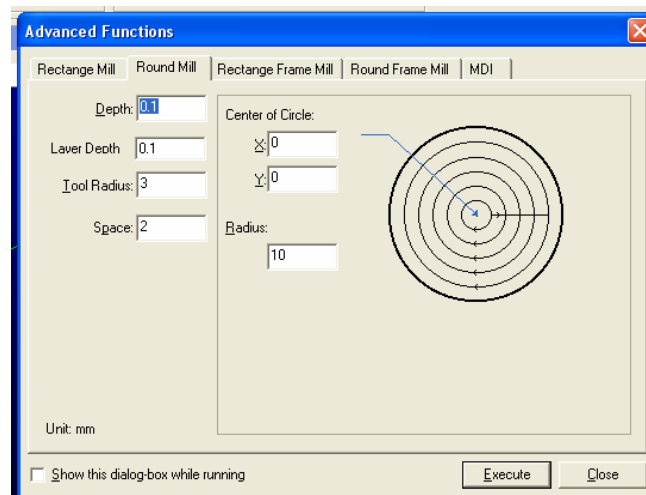 Advanced Functions
Rectange Mill Round Mill Rectange Frame Mill Round Frame Mill MDI
Depth: 0.1
Laver Depth 0.1
Tool Radius: 3
Space: 2
Center of Circle:
X: 0
Y: 0
Radius:
10
Unit: mm
Show this dialog-box while running
Execute Close